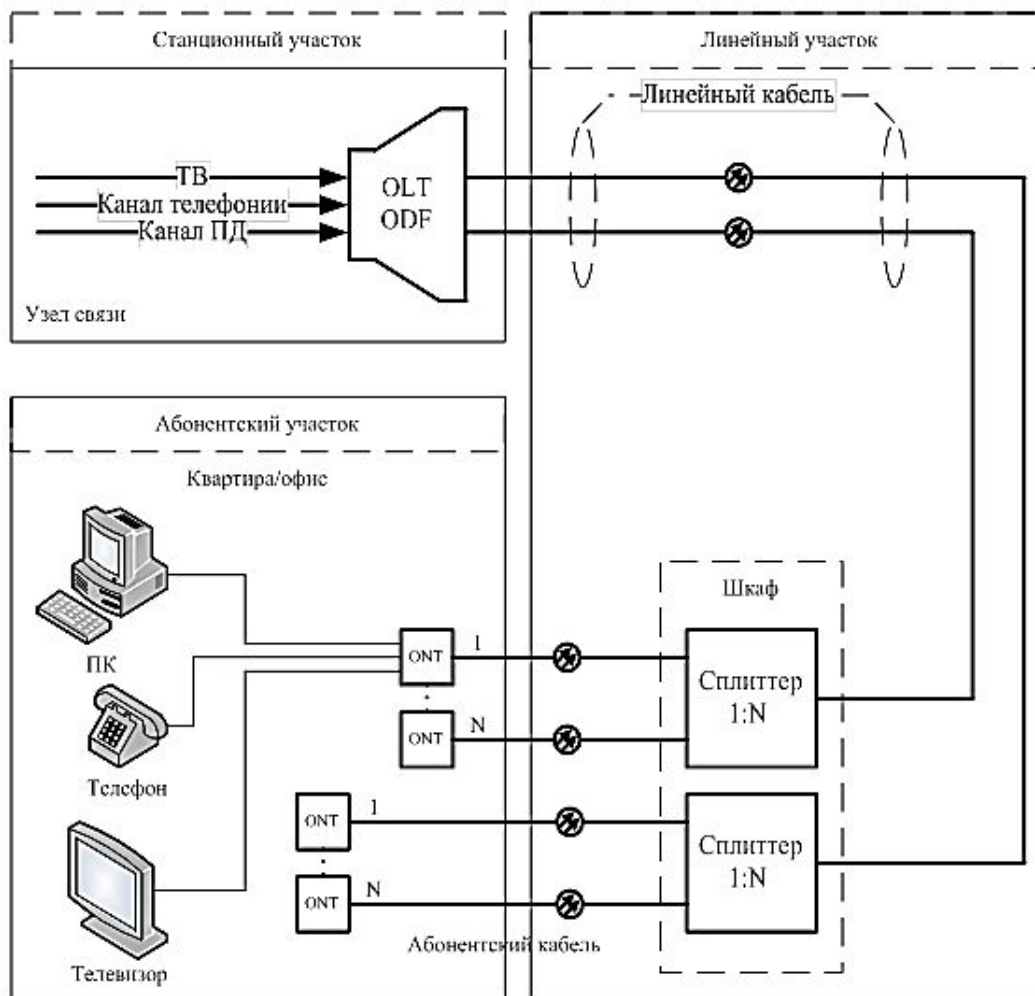 Станционный участок
Линейный участок
Линейный кабель
ТВ
Канал телефонии
Канал ПД
OLT
ODF
Узел связи
Абонентский участок
Квартира/офис
Шкаф
ПК
ONT
1
Сплиттер
1:N
ONT
N
Телефон
ONT
1
Сплиттер
1:N
ONT
N
Абонентский кабель
Телевизор